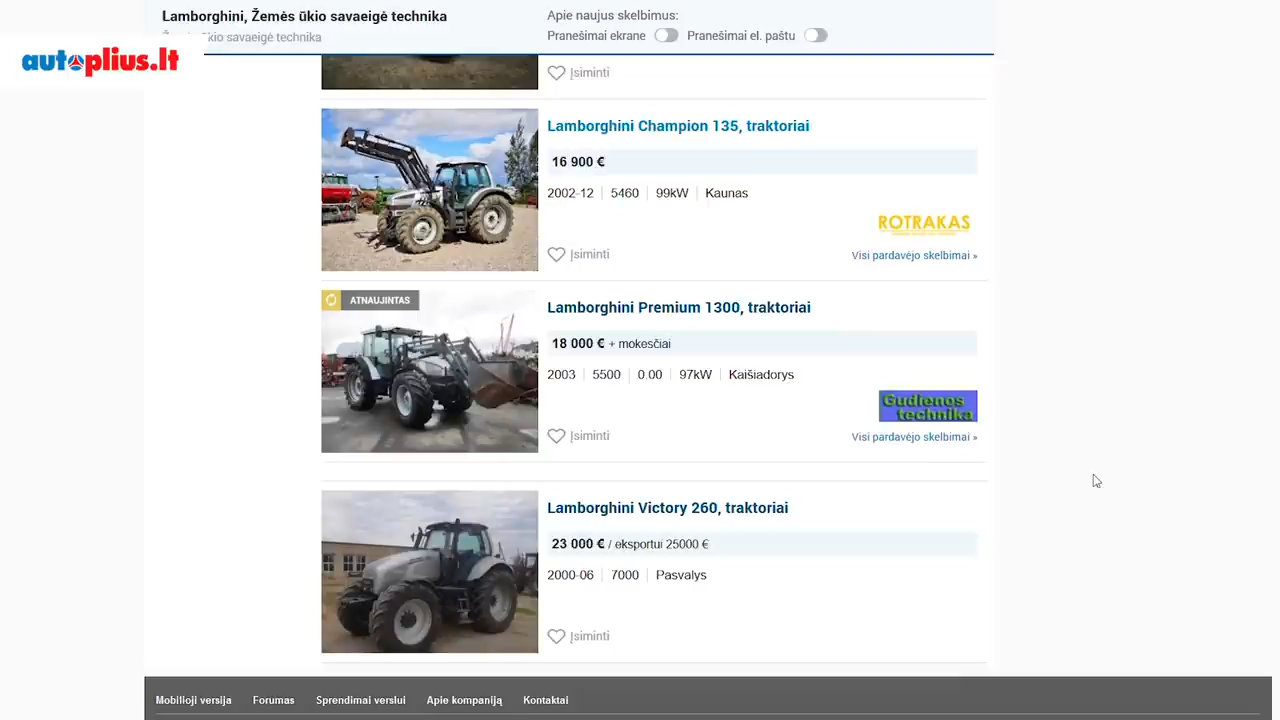 Lamborghini, Žemės ūkio savaeigė technika
Apie naujus skelbimus:
Pranešimai ekrane
Pranešimai el. paštu
autoplius.lt
Įsiminti
Lamborghini Champion 135, traktoriai
16 900 €
2002-12 5460 99kW Kaunas
ROTRAKAS
Įsiminti
Visi pardavėjo skelbimai »
ATNAUJINTAS
Lamborghini Premium 1300, traktoriai
18 000 € + mokesčiai
2003 5500 0.00 97kW Kaišiadorys
Gudienos
technika
Įsiminti
Visi pardavėjo skelbimai »
Lamborghini Victory 260, traktoriai
23 000 € / eksportui 25000 €
2000-06 7000 Pasvalys
Įsiminti
Mobilioji versija Forumas Sprendimai verslui Apie kompaniją Kontaktai